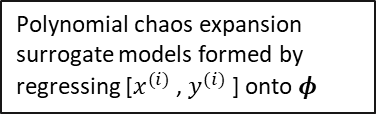 Polynomial chaos expansion
surrogate models formed by
regressing [𝑥⁽ⁱ⁾ , 𝑦⁽ⁱ⁾ ] onto 𝝓